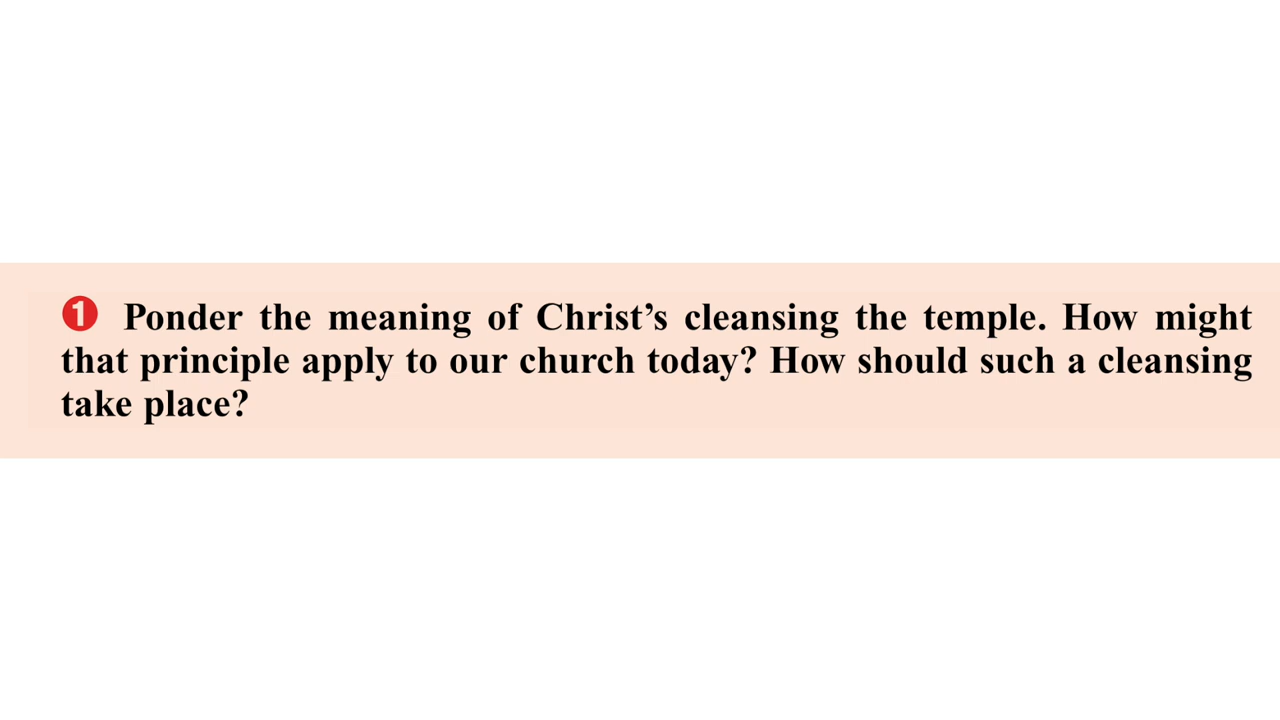 ❶ Ponder the meaning of Christ’s cleansing the temple. How might
that principle apply to our church today? How should such a cleansing
take place?